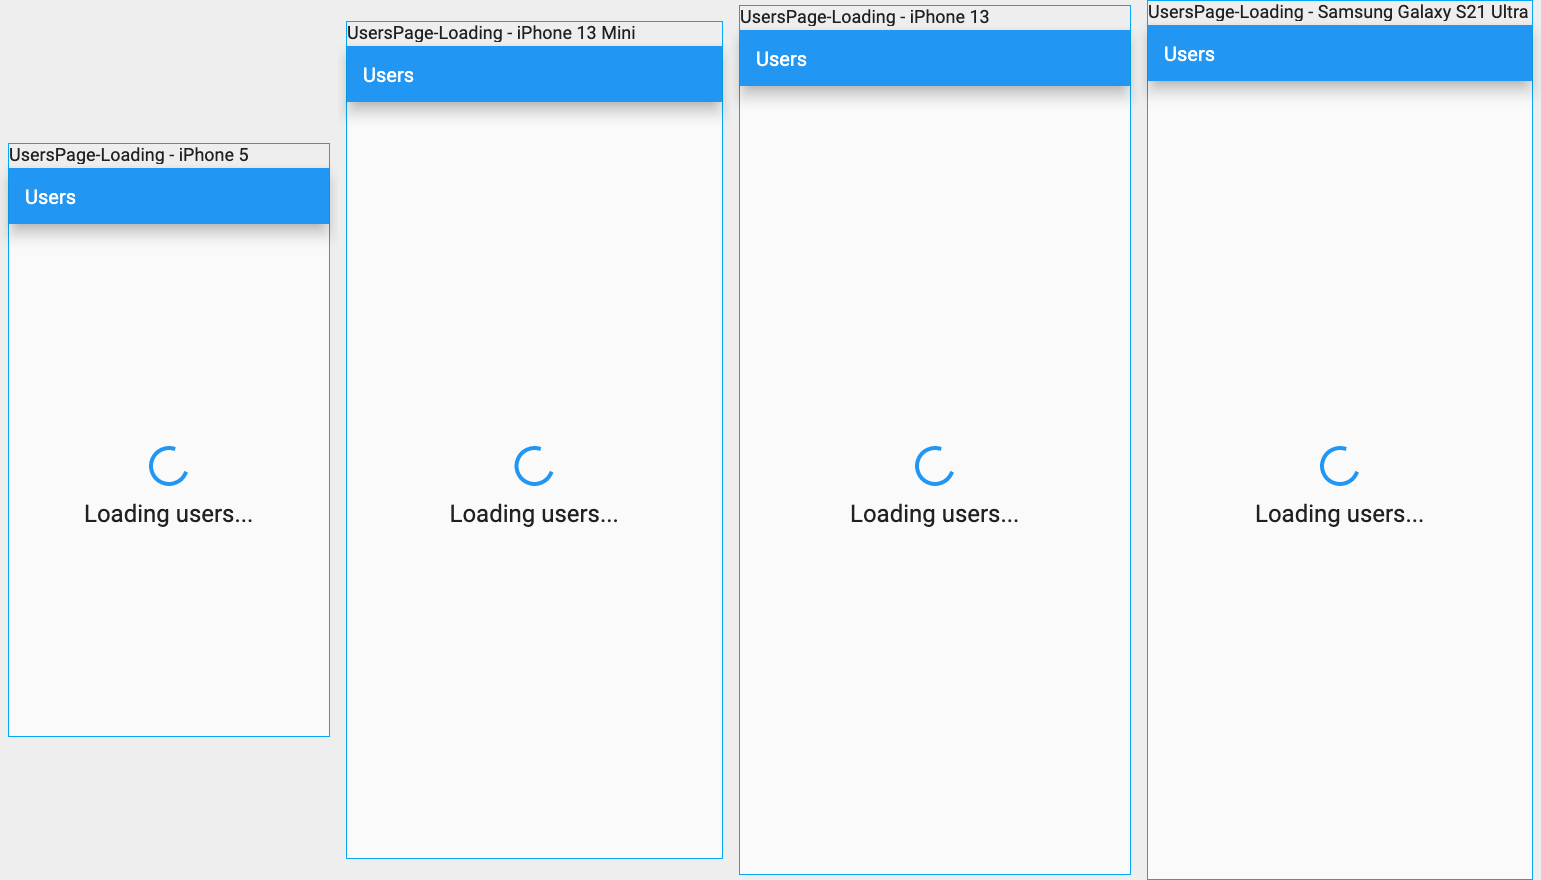 UsersPage-Loading - iPhone 5
Users
Loading users...
UsersPage-Loading - iPhone 13 Mini
Users
Loading users...
UsersPage-Loading - iPhone 13
Users
Loading users...
UsersPage-Loading - Samsung Galaxy S21 Ultra
Users
Loading users...